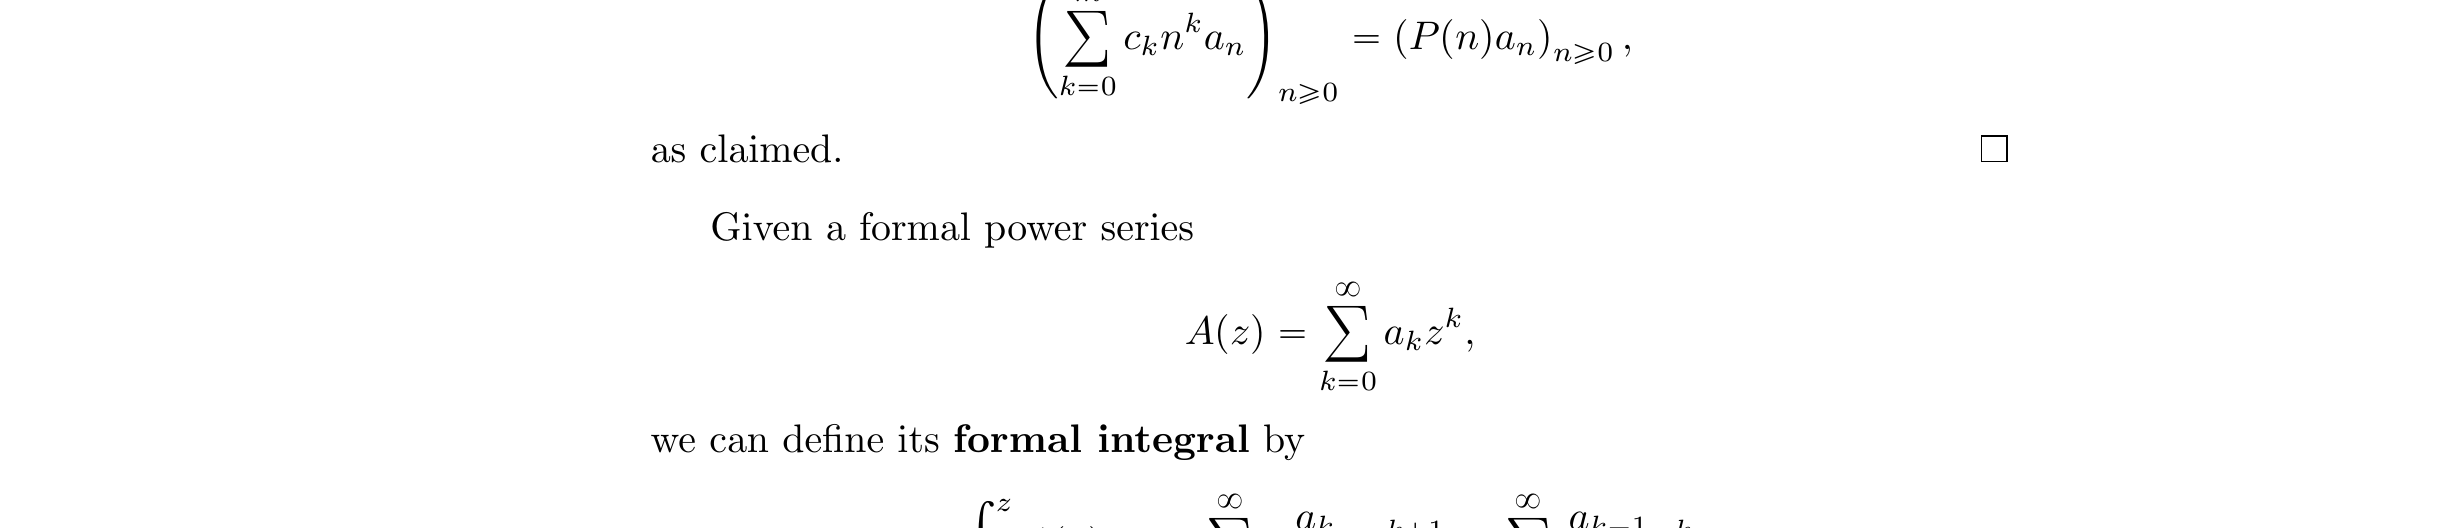 (∑_{k=0}^{m} c_k n^k a_n)_{n⩾0} = (P(n)a_n)_{n⩾0},
as claimed. □
Given a formal power series
A(z) = ∑_{k=0}^{∞} a_k z^k,
we can define its formal integral by